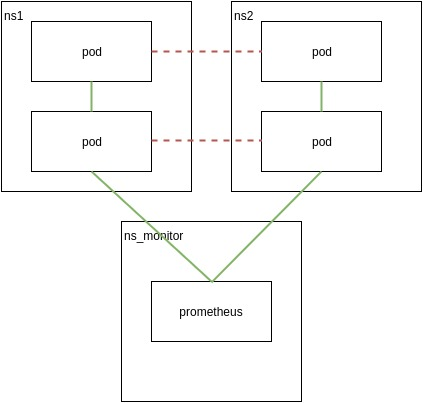 ns1
ns2
pod
pod
pod
pod
ns_monitor
prometheus